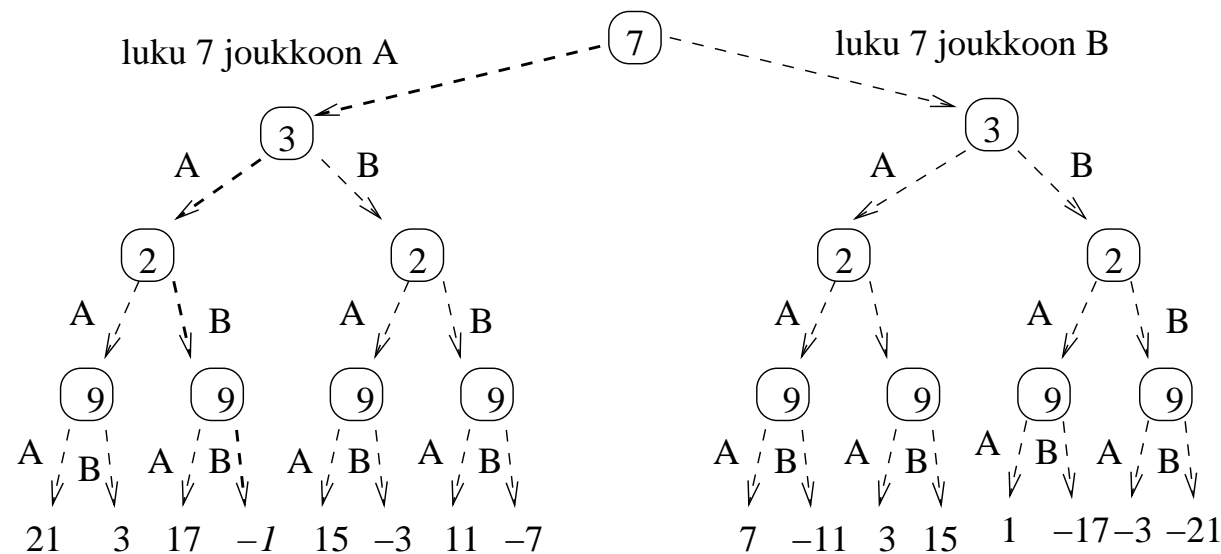 luku 7 joukkoon A 7 luku 7 joukkoon B
3 3
A B A B
2 2 2 2
A B A B A A B
9 9 9 9 9 9 9 9
A B A B A B A B A B A B A B A B
21 3 17 −1 15 −3 11 −7 7 −11 3 15 1 −17 −3 −21